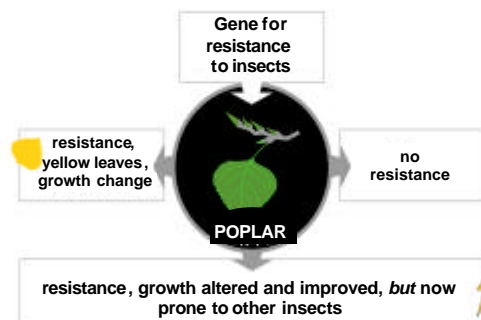 Gene for
resistance
to insects
resistance,
yellow leaves,
growth change
no
resistance
POPLAR
resistance, growth altered and improved, but now
prone to other insects